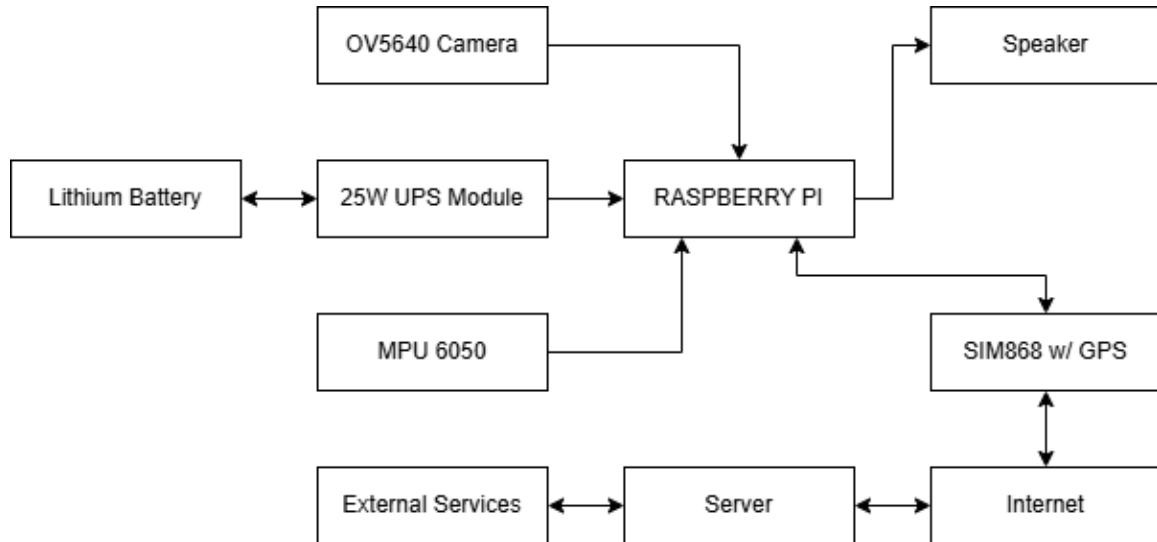 OV5640 Camera
Speaker
Lithium Battery
25W UPS Module
RASPBERRY PI
MPU 6050
SIM868 w/ GPS
External Services
Server
Internet